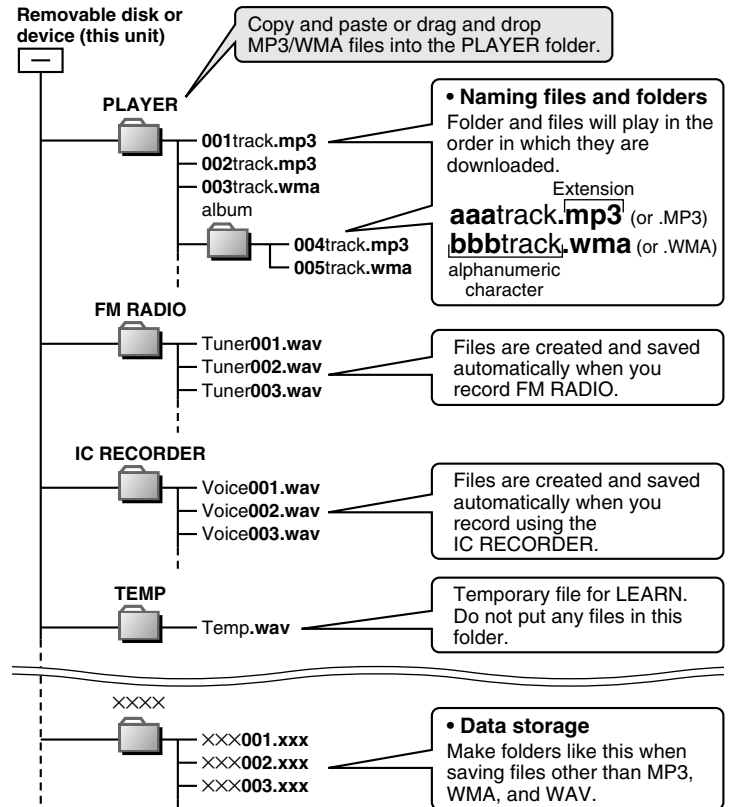 Removable disk or
device (this unit)
Copy and paste or drag and drop
MP3/WMA files into the PLAYER folder.
PLAYER
001track.mp3
002track.mp3
003track.wma
album
004track.mp3
005track.wma
• Naming files and folders
Folder and files will play in the
order in which they are
downloaded.
Extension
aaatrack.mp3 (or .MP3)
bbbtrack.wma (or .WMA)
alphanumeric
character
FM RADIO
Tuner001.wav
Tuner002.wav
Tuner003.wav
Files are created and saved
automatically when you
record FM RADIO.
IC RECORDER
Voice001.wav
Voice002.wav
Voice003.wav
Files are created and saved
automatically when you
record using the
IC RECORDER.
TEMP
Temp.wav
Temporary file for LEARN.
Do not put any files in this
folder.
××××
×××001.xxx
×××002.xxx
×××003.xxx
• Data storage
Make folders like this when
saving files other than MP3,
WMA, and WAV.